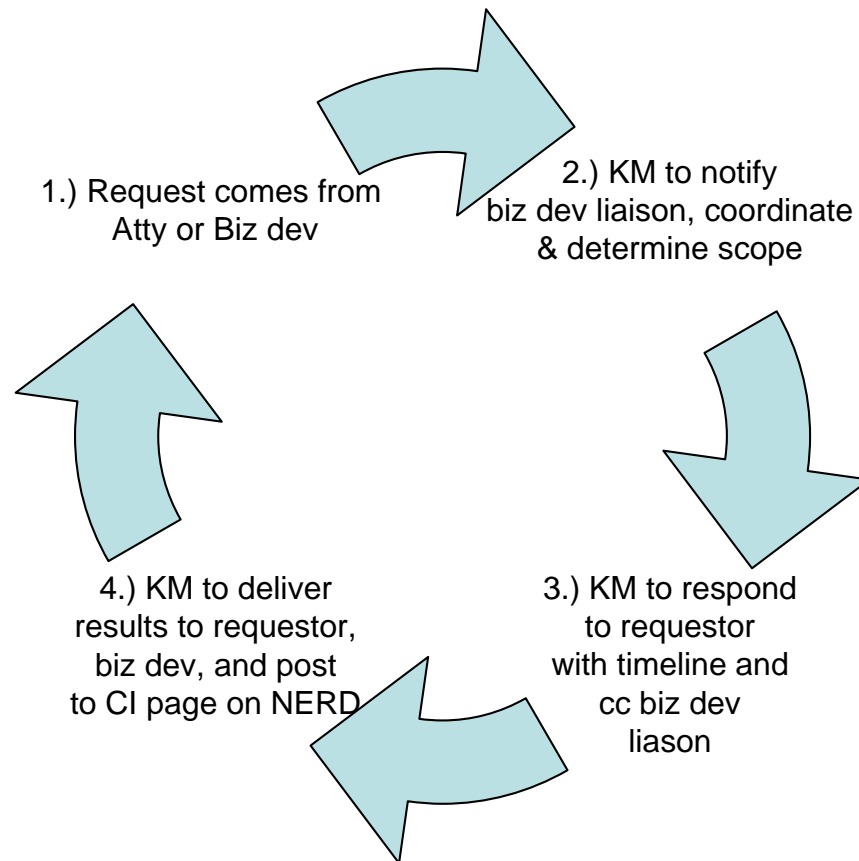 1.) Request comes from
Atty or Biz dev
2.) KM to notify
biz dev liaison, coordinate
& determine scope
3.) KM to respond
to requestor
with timeline and
cc biz dev
liason
4.) KM to deliver
results to requestor,
biz dev, and post
to CI page on NERD